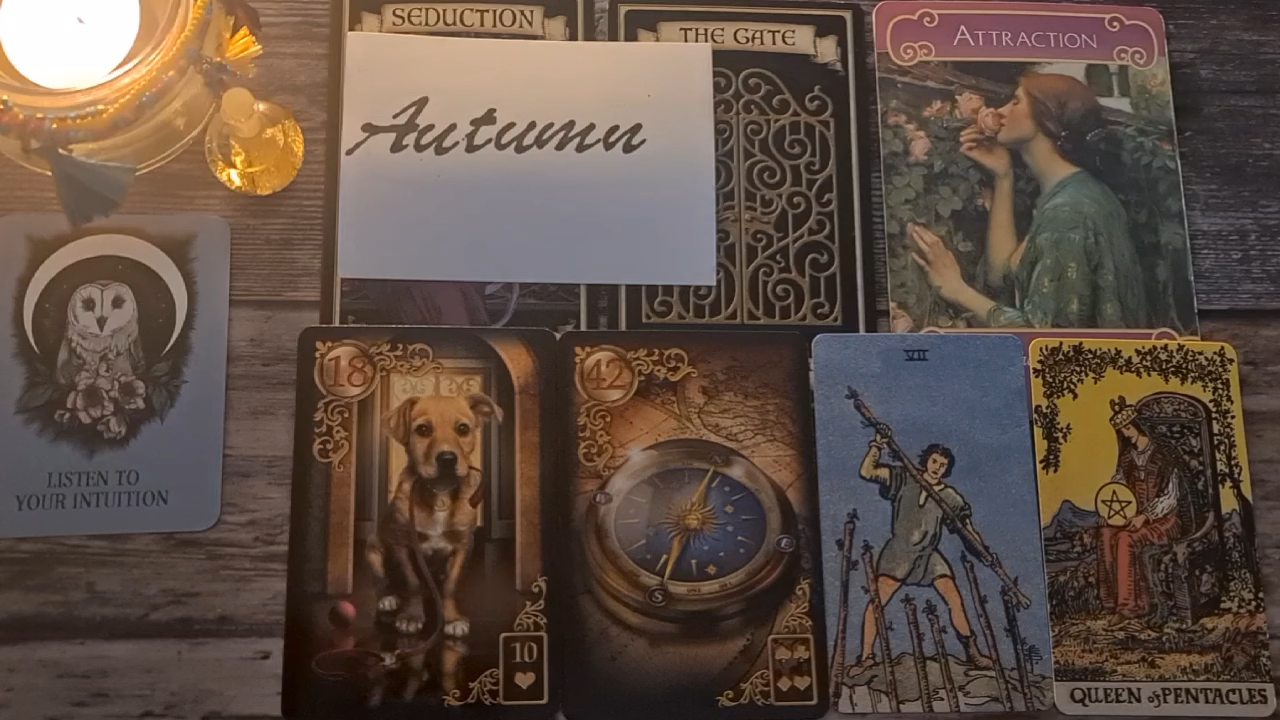 SEDUCTION
THE GATE
ATTRACTION
Autumn
LISTEN TO
YOUR INTUITION
18
10
42
N
E
S
VII
QUEEN of PENTACLES